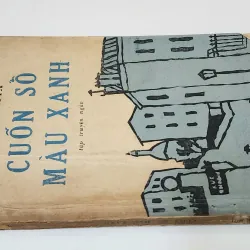 CUỐN SỔ
MÀU XANH
tập truyện ngắn